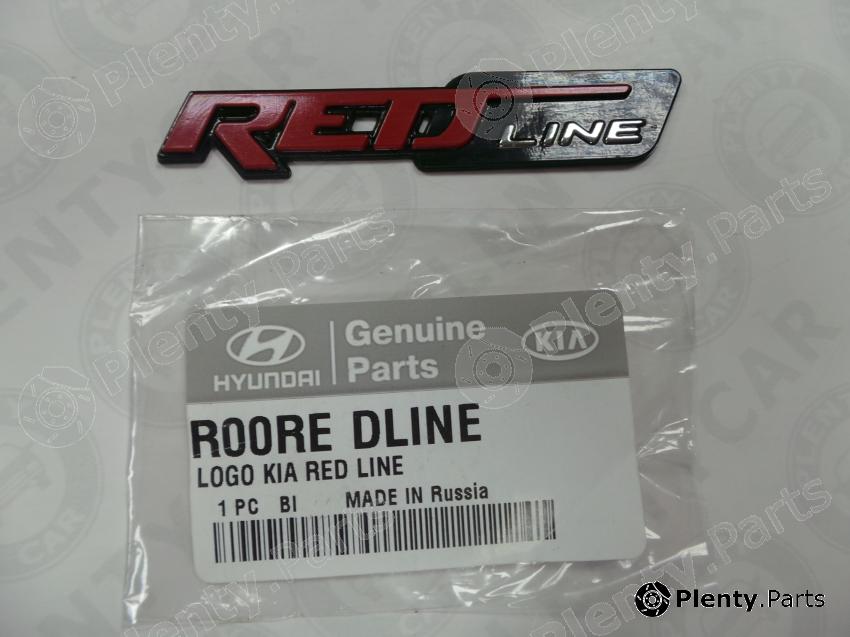 RED LINE
HYUNDAI
Genuine
Parts
KIA
R00RE DLINE
LOGO KIA RED LINE
1 PC BI MADE IN Russia
Plenty.Parts